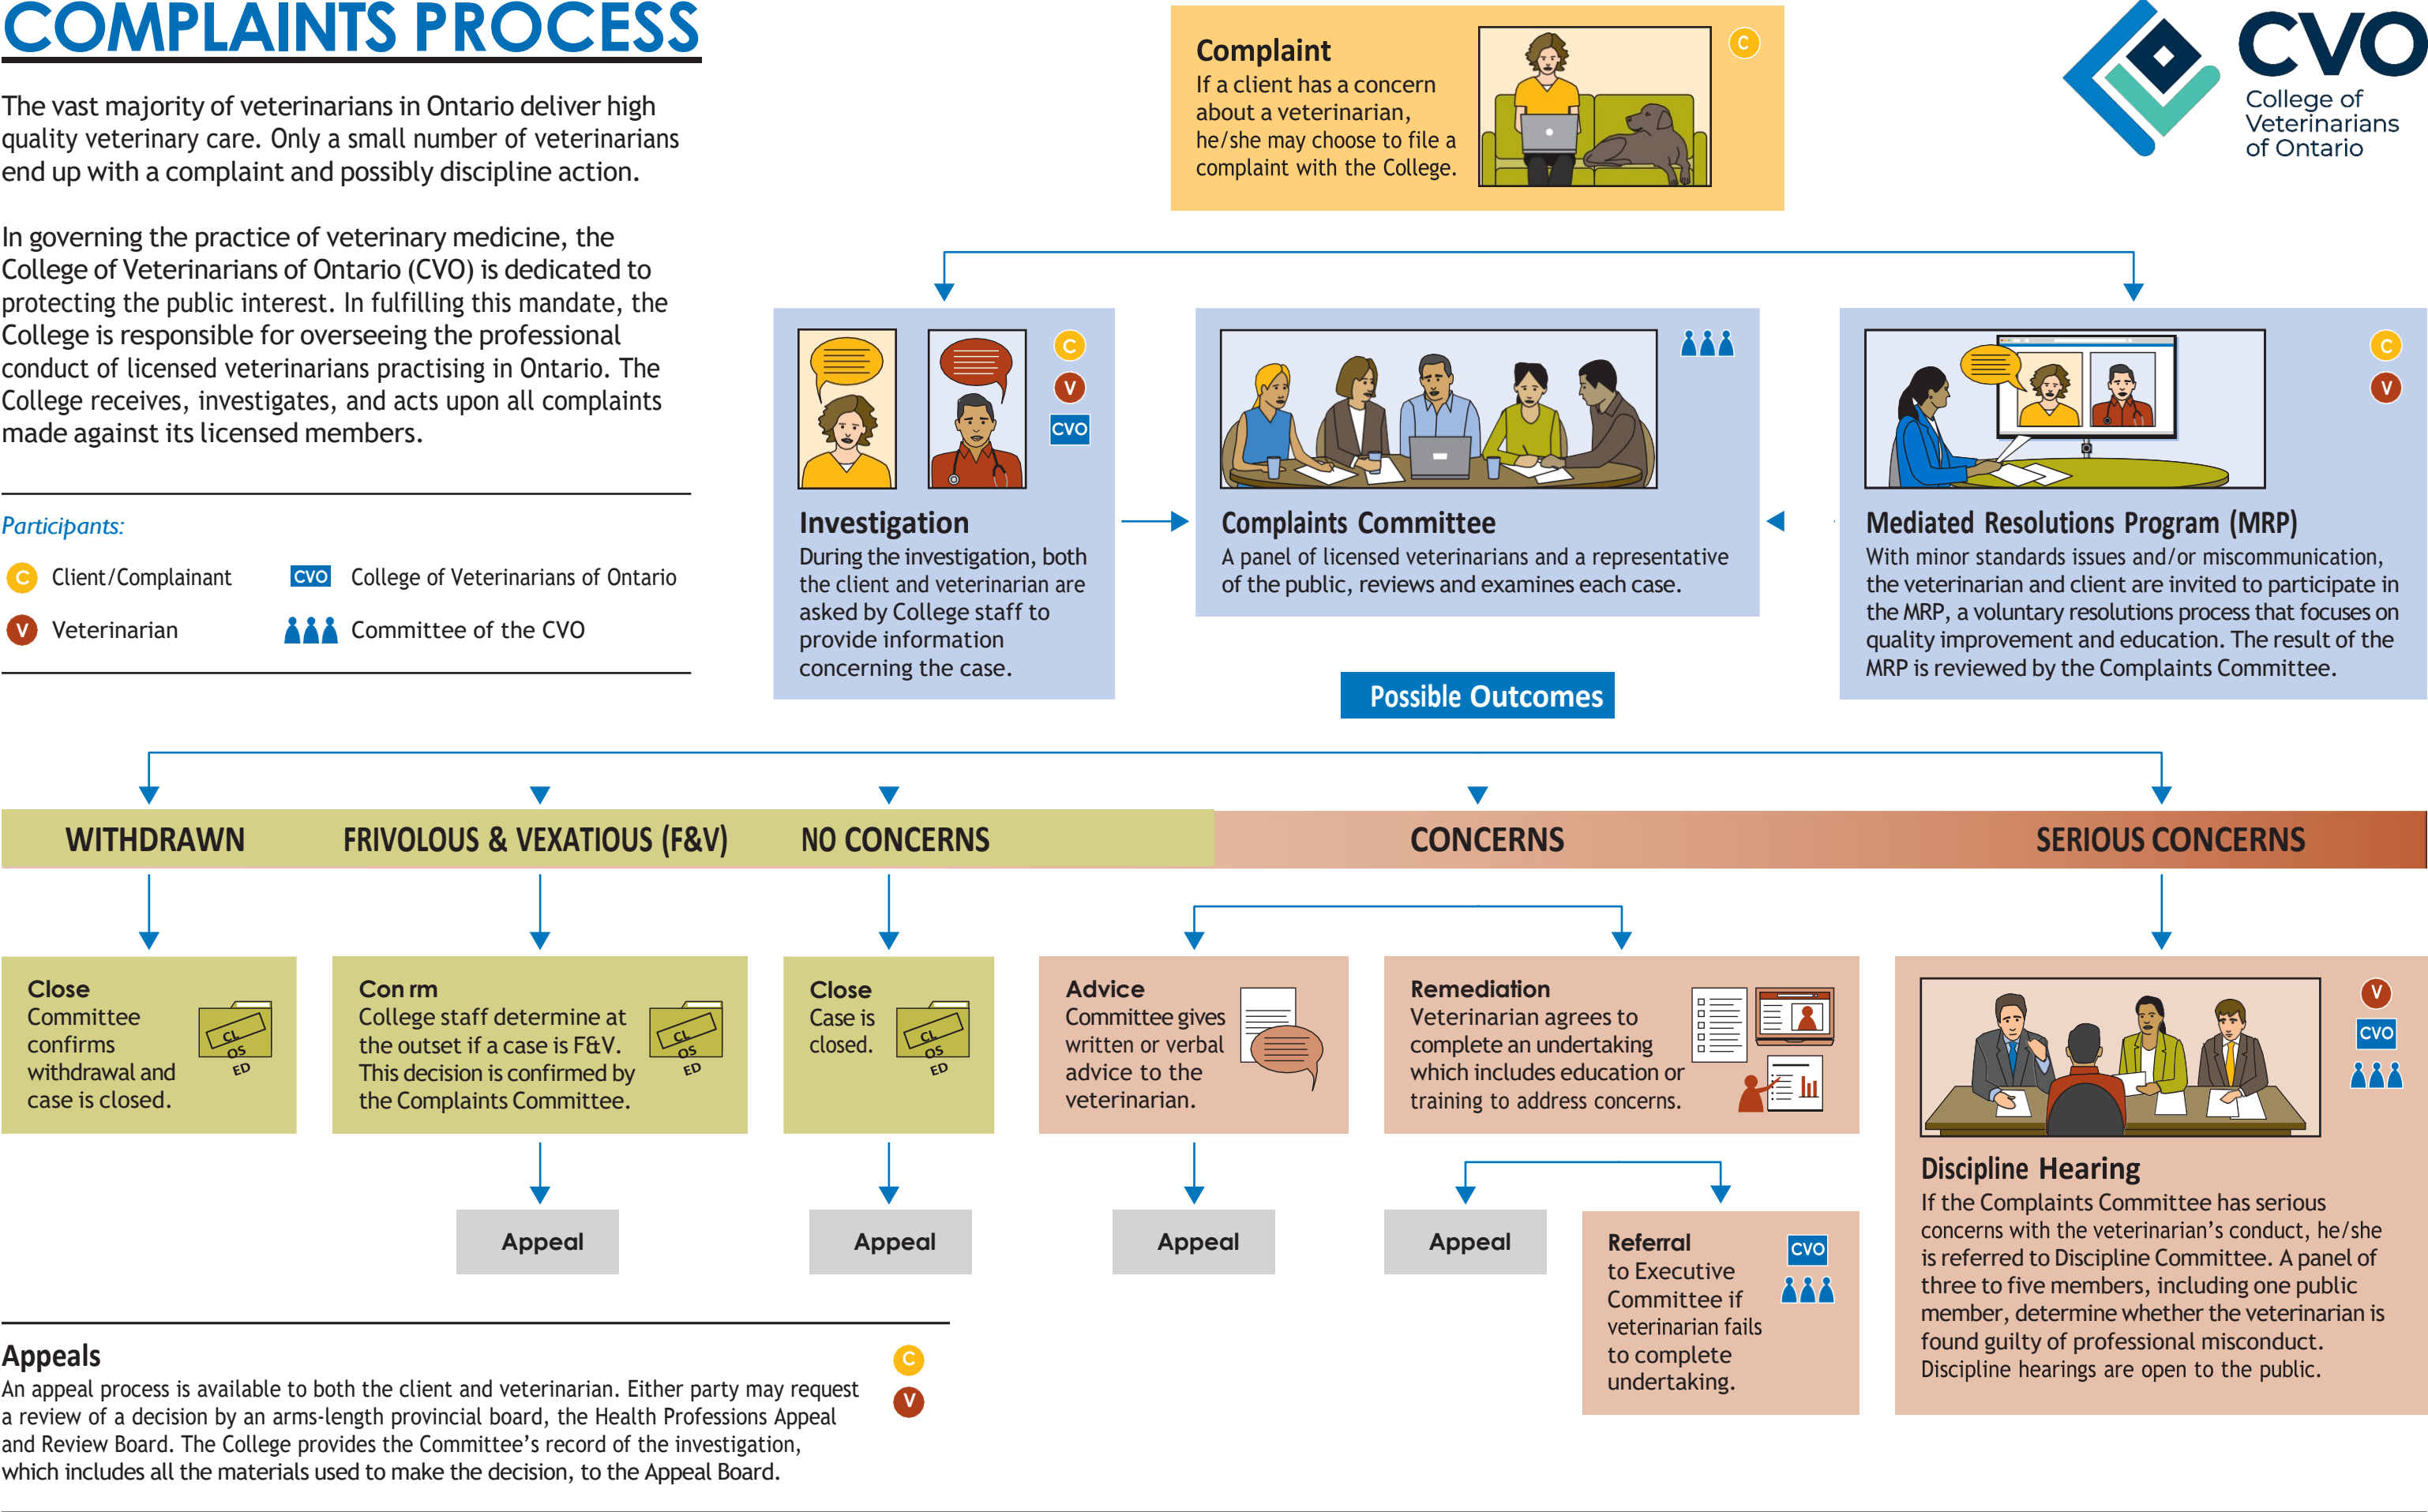 COMPLAINTS PROCESS
The vast majority of veterinarians in Ontario deliver high
quality veterinary care. Only a small number of veterinarians
end up with a complaint and possibly discipline action.
In governing the practice of veterinary medicine, the
College of Veterinarians of Ontario (CVO) is dedicated to
protecting the public interest. In fulfilling this mandate, the
College is responsible for overseeing the professional
conduct of licensed veterinarians practising in Ontario. The
College receives, investigates, and acts upon all complaints
made against its licensed members.
Participants:
C Client/Complainant
CVO College of Veterinarians of Ontario
V Veterinarian
Committee of the CVO
Complaint
If a client has a concern
about a veterinarian,
he/she may choose to file a
complaint with the College.
C
CVO
College of
Veterinarians
of Ontario
C
V
CVO
Investigation
During the investigation, both
the client and veterinarian are
asked by College staff to
provide information
concerning the case.
Complaints Committee
A panel of licensed veterinarians and a representative
of the public, reviews and examines each case.
C
V
Mediated Resolutions Program (MRP)
With minor standards issues and/or miscommunication,
the veterinarian and client are invited to participate in
the MRP, a voluntary resolutions process that focuses on
quality improvement and education. The result of the
MRP is reviewed by the Complaints Committee.
Possible Outcomes
WITHDRAWN
FRIVOLOUS & VEXATIOUS (F&V)
NO CONCERNS
CONCERNS
SERIOUS CONCERNS
Close
Committee
confirms
withdrawal and
case is closed.
CL
OS
ED
Con rm
College staff determine at
the outset if a case is F&V.
This decision is confirmed by
the Complaints Committee.
CL
OS
ED
Close
Case is
closed.
CL
OS
ED
Advice
Committee gives
written or verbal
advice to the
veterinarian.
Remediation
Veterinarian agrees to
complete an undertaking
which includes education or
training to address concerns.
V
CVO
Discipline Hearing
If the Complaints Committee has serious
concerns with the veterinarian's conduct, he/she
is referred to Discipline Committee. A panel of
three to five members, including one public
member, determine whether the veterinarian is
found guilty of professional misconduct.
Discipline hearings are open to the public.
Appeal
Appeal
Appeal
Appeal
Referral
to Executive
Committee if
veterinarian fails
to complete
undertaking.
CVO
Appeals
An appeal process is available to both the client and veterinarian. Either party may request
a review of a decision by an arms-length provincial board, the Health Professions Appeal
and Review Board. The College provides the Committee's record of the investigation,
which includes all the materials used to make the decision, to the Appeal Board.
C
V